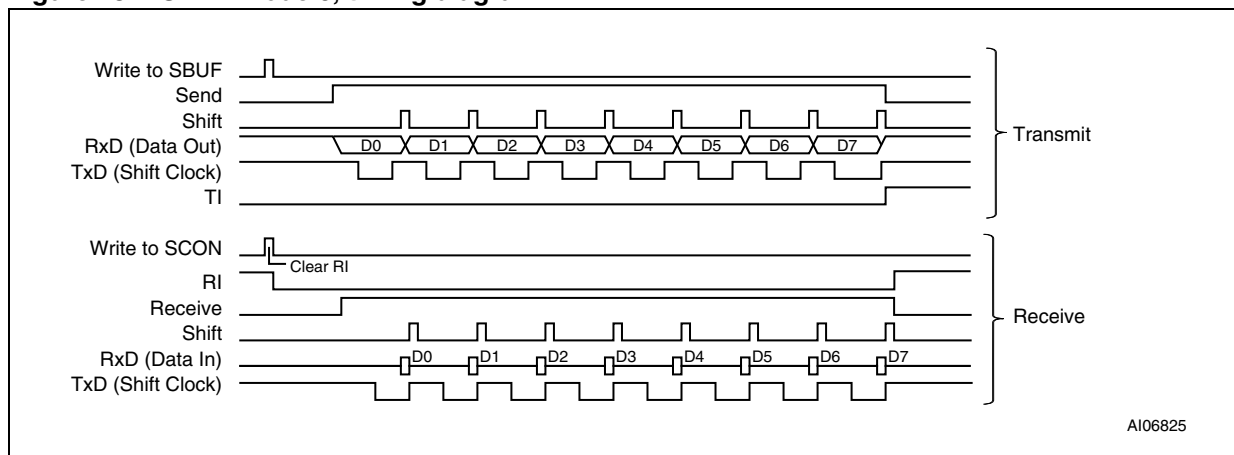 Write to SBUF
Send
Shift
RxD (Data Out)
D0 D1 D2 D3 D4 D5 D6 D7
TxD (Shift Clock)
TI
Transmit
Write to SCON
Clear RI
RI
Receive
Shift
RxD (Data In)
D0 D1 D2 D3 D4 D5 D6 D7
TxD (Shift Clock)
Receive
AI06825